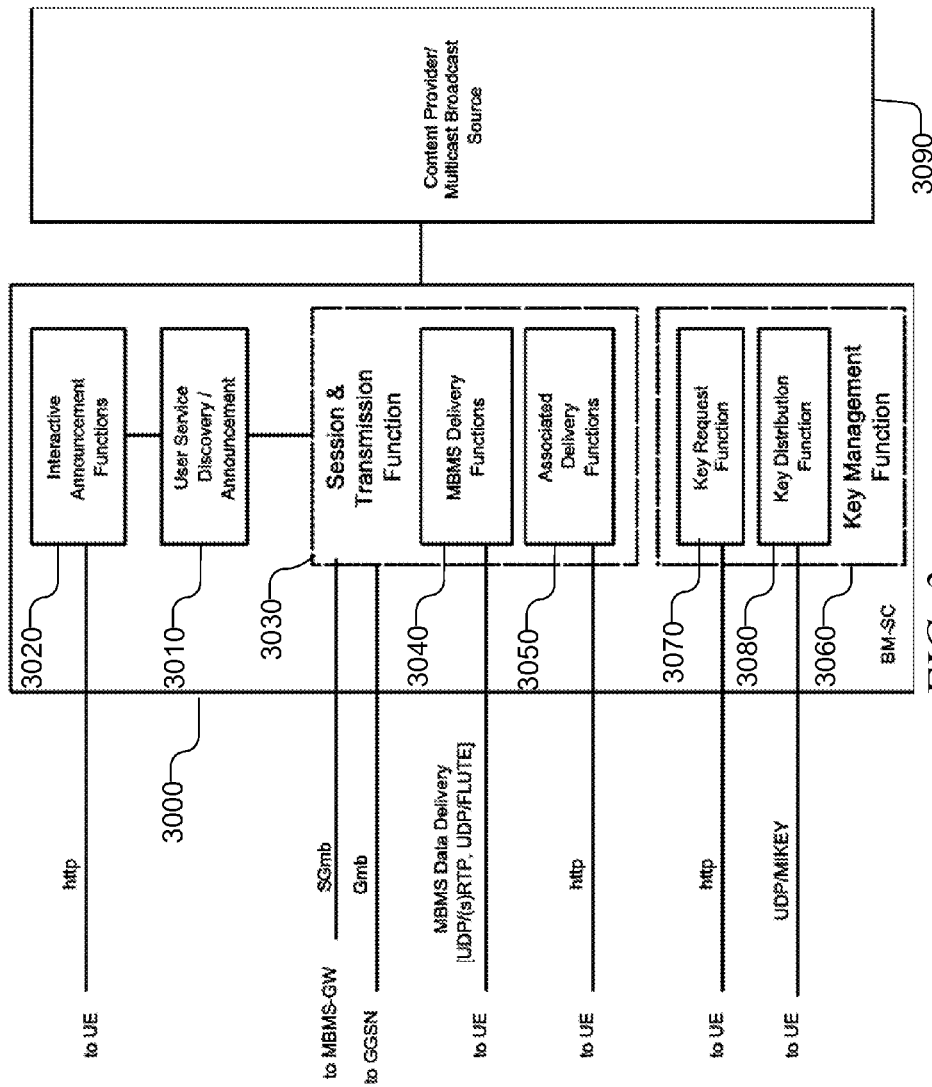 Content Provider/
Multicast Broadcast
Source
3090
Interactive
Announcement
Functions
3020
User Service
Discovery /
Announcement
3010
3000
Session &
Transmission
Function
3030
MBMS Delivery
Functions
3040
Associated
Delivery
Functions
3050
Key Request
Function
3070
Key Distribution
Function
3080
Key Management
Function
3060
BM-SC
http
to UE
SGmb
to MBMS-GW
Gmb
to GGSN
MBMS Data Delivery
[UDP/(s)RTP, UDP/FLUTE]
to UE
http
to UE
http
to UE
UDP/MIKEY
to UE